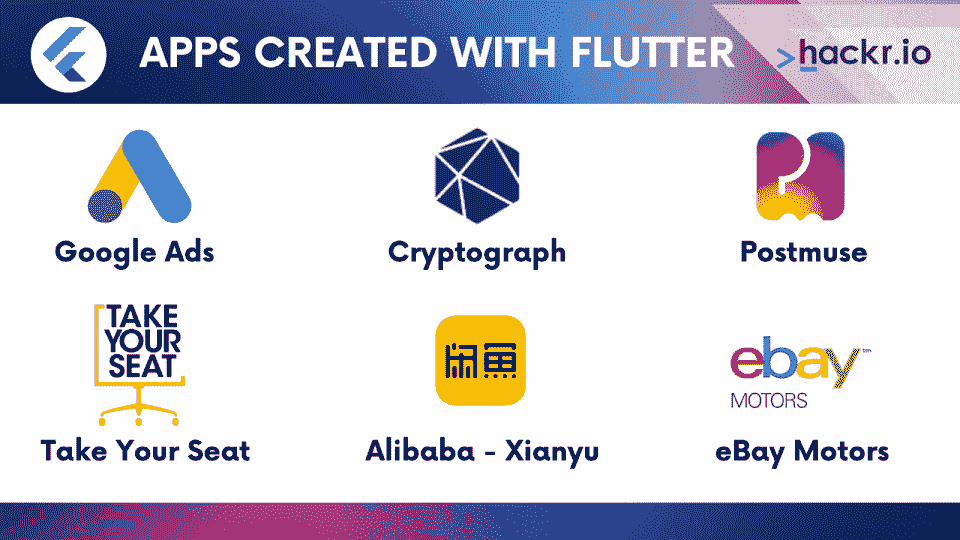 APPS CREATED WITH FLUTTER
>hackr.io
Google Ads
Cryptograph
Postmuse
TAKE
YOUR
SEAT
闲鱼
ebay™
MOTORS
Take Your Seat
Alibaba - Xianyu
eBay Motors